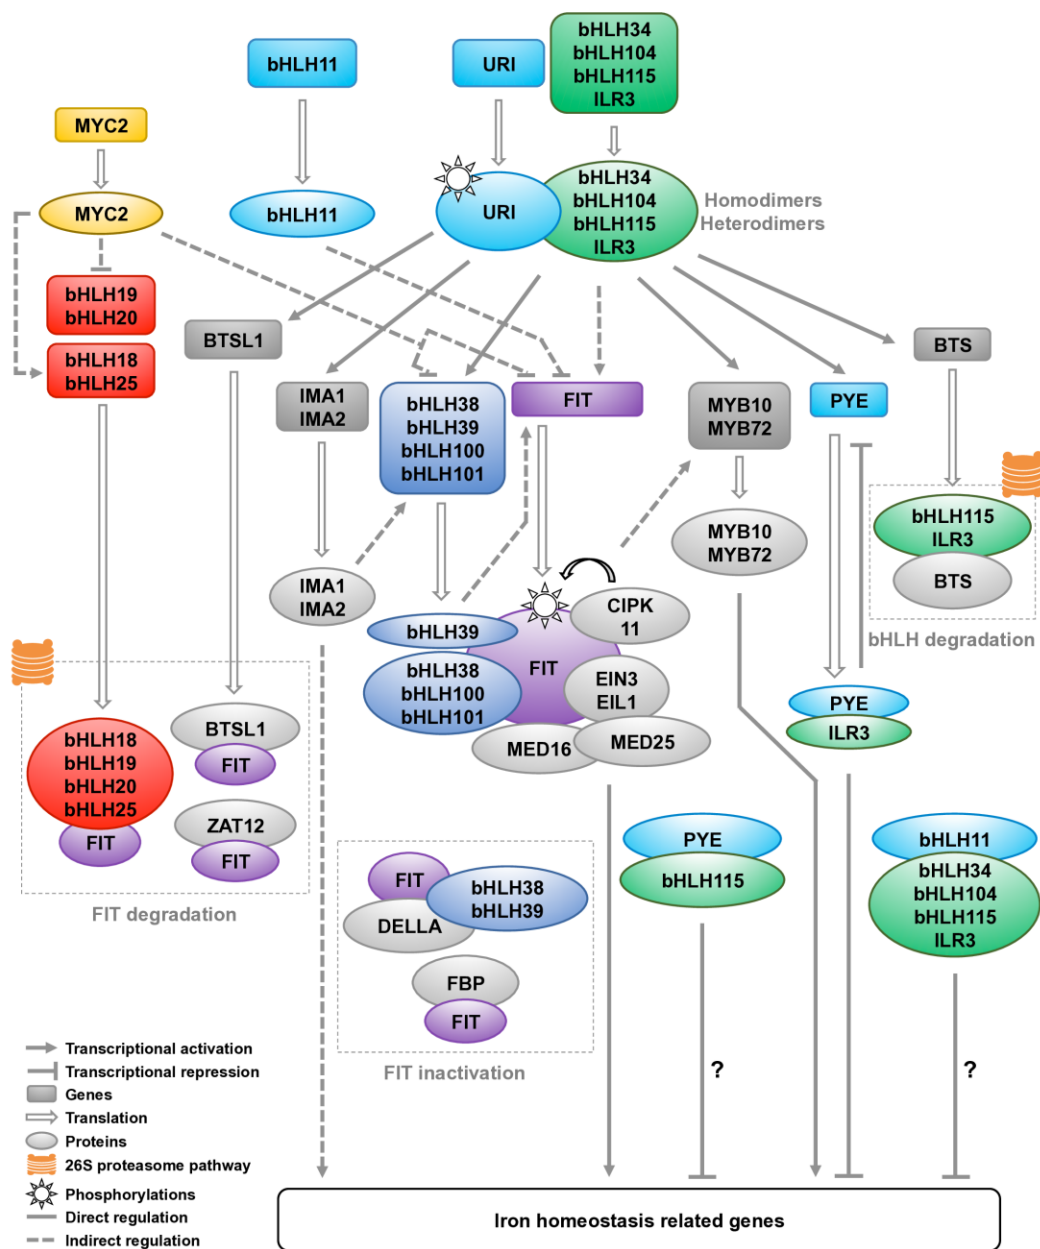 bHLH11
URI
bHLH34
bHLH104
bHLH115
ILR3
MYC2
MYC2
bHLH11
URI
bHLH34
bHLH104
bHLH115
ILR3
Homodimers
Heterodimers
bHLH19
bHLH20
bHLH18
bHLH25
BTSL1
IMA1
IMA2
bHLH38
bHLH39
bHLH100
bHLH101
FIT
MYB10
MYB72
PYE
BTS
bHLH115
ILR3
BTS
bHLH degradation
MYB10
MYB72
IMA1
IMA2
CIPK
11
bHLH39
FIT
bHLH38
bHLH100
bHLH101
EIN3
EIL1
MED16
MED25
PYE
ILR3
bHLH18
bHLH19
bHLH20
bHLH25
FIT
BTSL1
FIT
ZAT12
FIT
FIT degradation
FIT
bHLH38
bHLH39
DELLA
FBP
FIT
FIT inactivation
PYE
bHLH115
bHLH11
bHLH34
bHLH104
bHLH115
ILR3
?
?
Transcriptional activation
Transcriptional repression
Genes
Translation
Proteins
26S proteasome pathway
Phosphorylations
Direct regulation
Indirect regulation
Iron homeostasis related genes